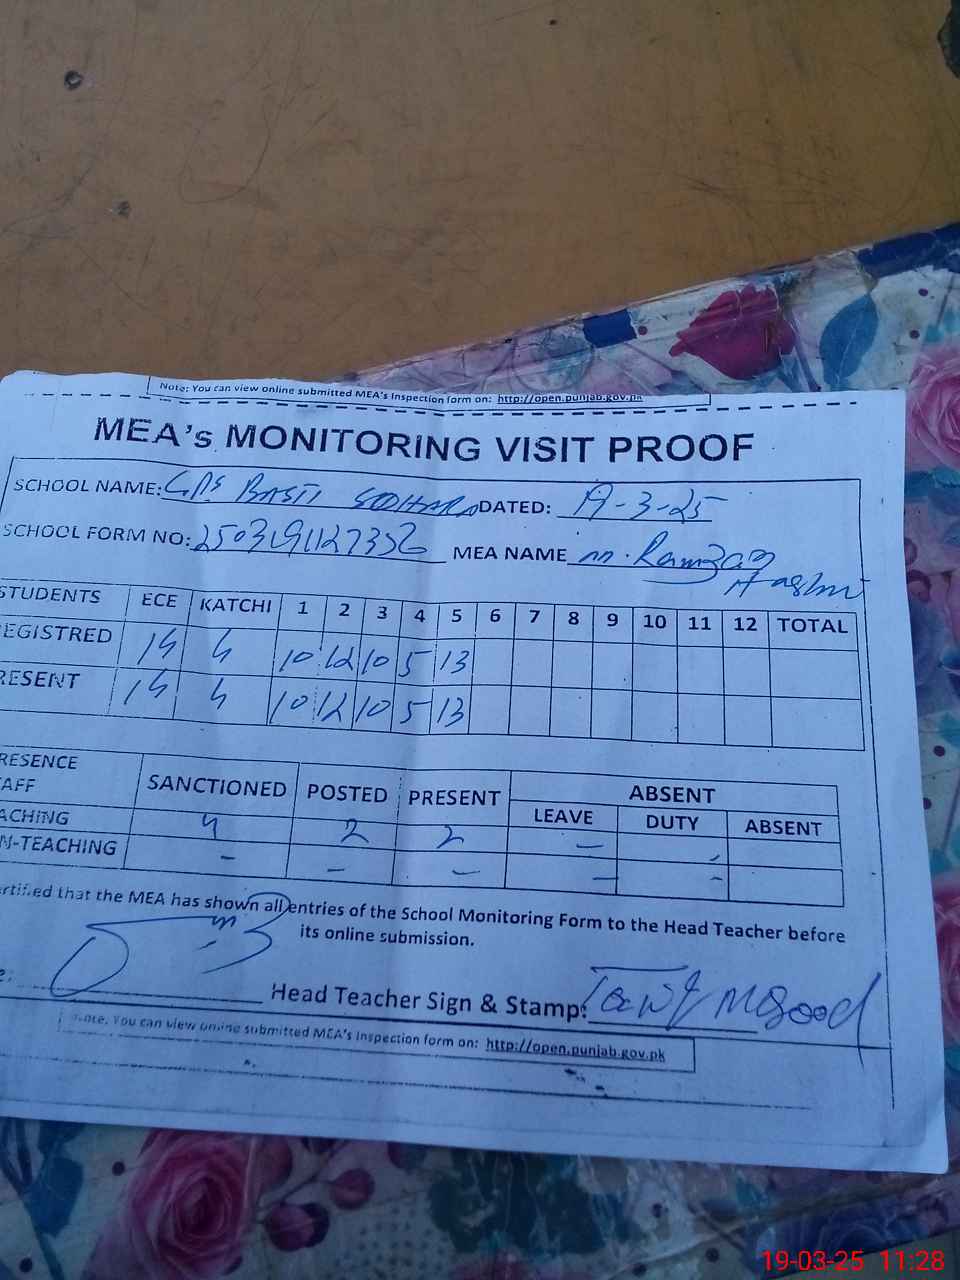 Note: You can view online submitted MEA's Inspection form on: http://open.punjab.gov.pk
MEA's MONITORING VISIT PROOF
SCHOOL NAME: GPS BASTI DATED: 19-3-25
SCHOOL FORM NO: MEA NAME M. Ramzan
Hashmi
STUDENTS ECE KATCHI 1 2 3 4 5 6 7 8 9 10 11 12 TOTAL
EGISTRED 10 12 10 5 13
RESENT 10 12 10 5 13
RESENCE
AFF SANCTIONED POSTED PRESENT ABSENT
LEAVE DUTY ABSENT
ACHING 4 2 2 –
N-TEACHING – – – – –
ertified that the MEA has shown all entries of the School Monitoring Form to the Head Teacher before
its online submission.
e: Head Teacher Sign & Stamp:
Note: You can view online submitted MEA's Inspection form on: http://open.punjab.gov.pk
19-03-25 11:28